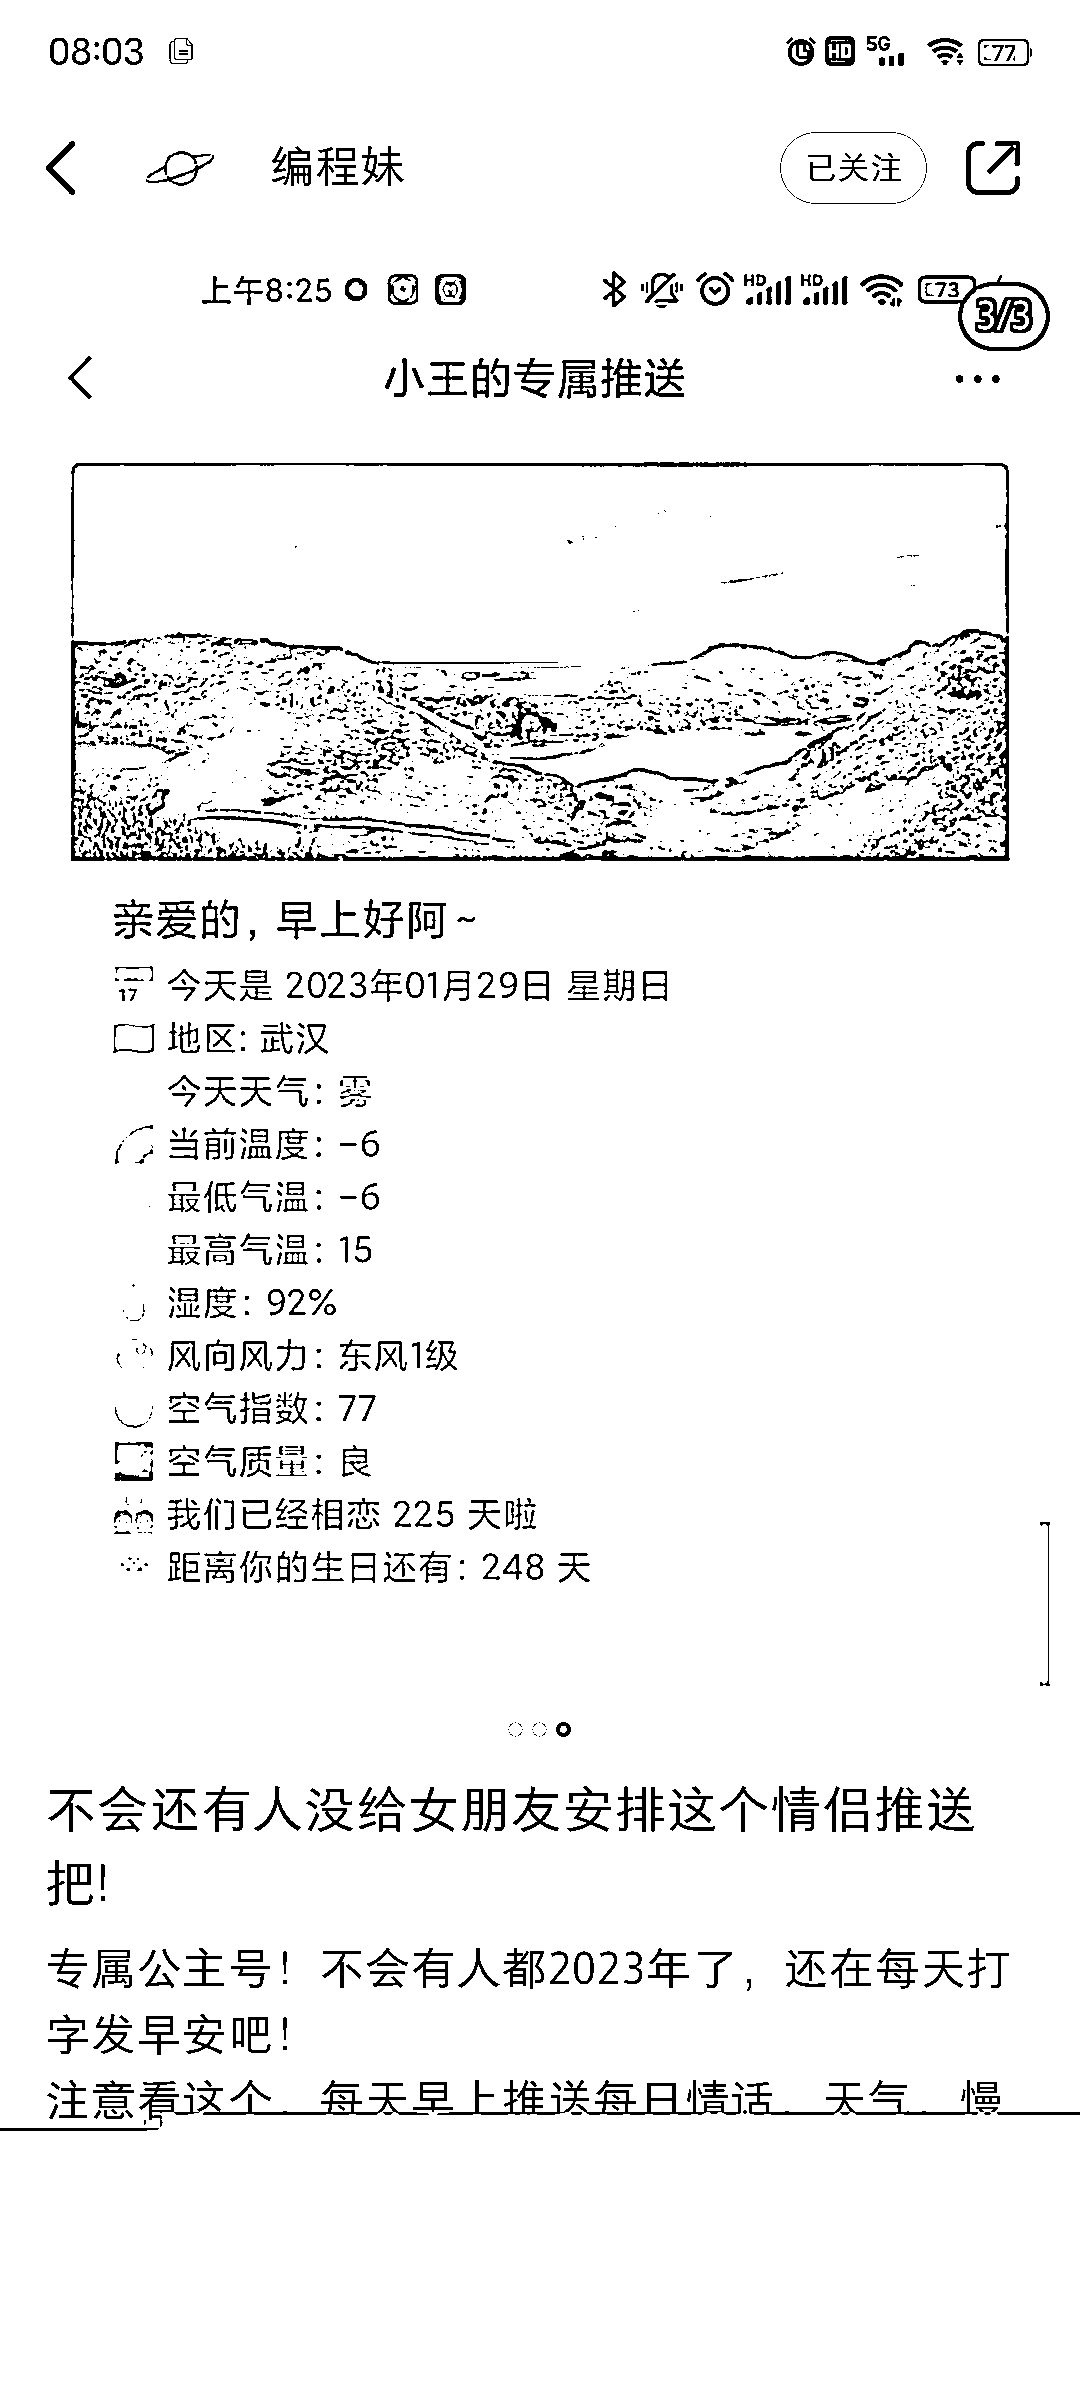 08:03 5G 77
编程妹 已关注
上午8:25 HD HD 73
3/3
小王的专属推送
亲爱的，早上好阿~
17 今天是 2023年01月29日 星期日
地区: 武汉
今天天气: 雾
当前温度: -6
最低气温: -6
最高气温: 15
湿度: 92%
风向风力: 东风1级
空气指数: 77
空气质量: 良
我们已经相恋 225 天啦
距离你的生日还有: 248 天
不会还有人没给女朋友安排这个情侣推送
把!
专属公主号！不会有人都2023年了，还在每天打
字发早安吧！
注意看这个，每天早上推送每日情话，天气，慢